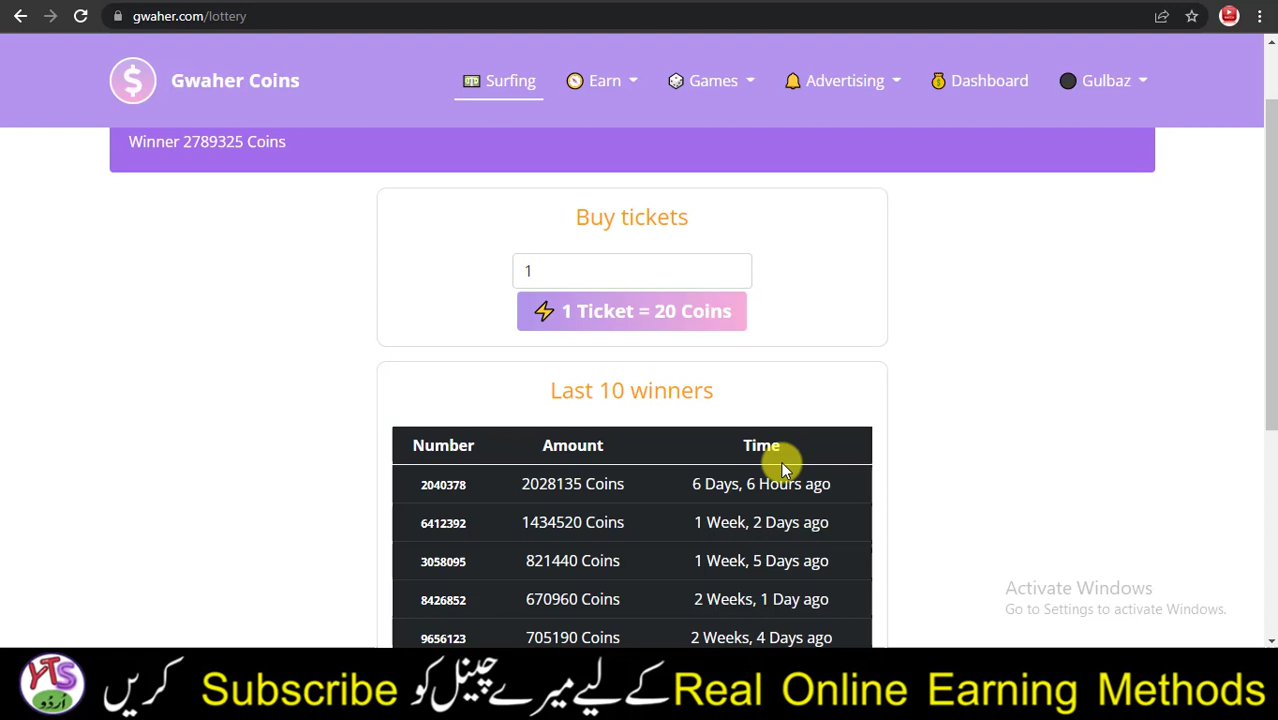 gwaher.com/lottery
$ Gwaher Coins Surfing Earn Games Advertising Dashboard Gulbaz
Winner 2789325 Coins
Buy tickets
1
1 Ticket = 20 Coins
Last 10 winners
Number Amount Time
2040378 2028135 Coins 6 Days, 6 Hours ago
6412392 1434520 Coins 1 Week, 2 Days ago
3058095 821440 Coins 1 Week, 5 Days ago
8426852 670960 Coins 2 Weeks, 1 Day ago
9656123 705190 Coins 2 Weeks, 4 Days ago
Activate Windows
Go to Settings to activate Windows.
YTS اردو
Real Online Earning Methods کے لیے میرے چینل کو Subscribe کریں